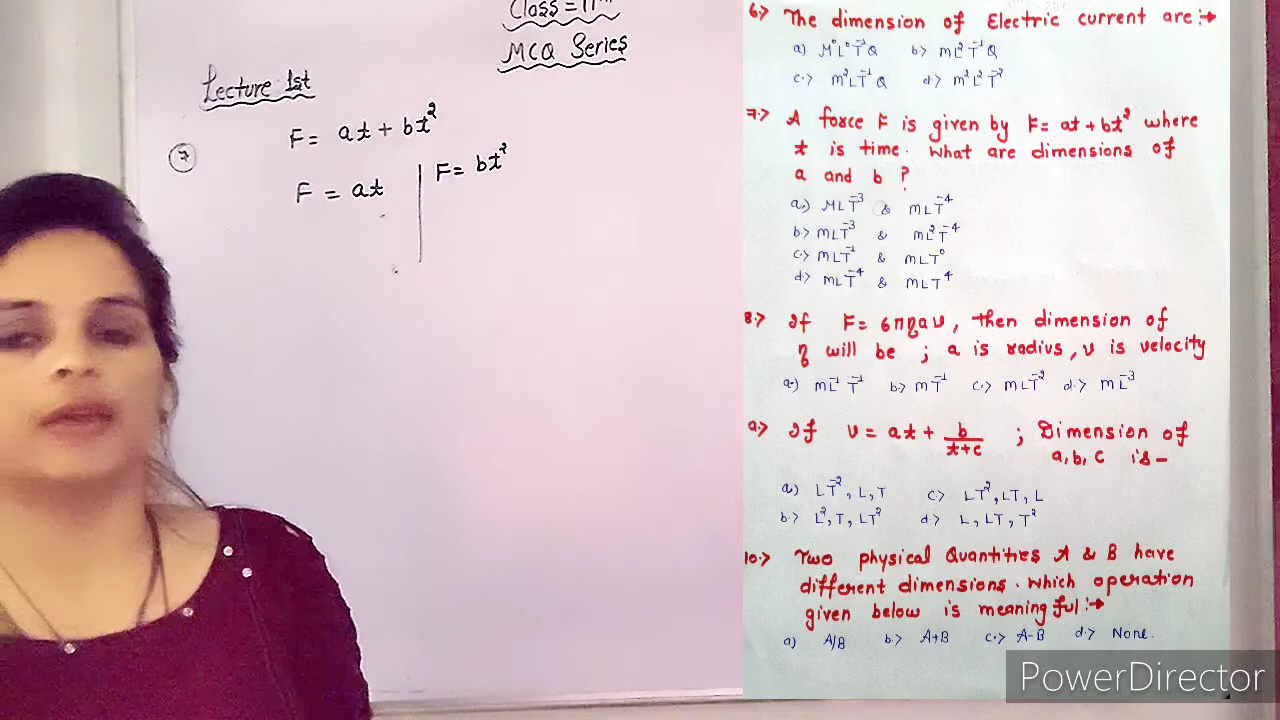 Class = 11th
MCQ Series
Lecture 1st
7
F = at + bt²
F = at
F = bt²
6.> The dimension of Electric current are :→
a) M⁰L⁰T⁻¹Q b> mL²T⁻¹Q
c.> m²LT⁻¹Q d.> m²L²T⁻²
7.> A force F is given by F= at+bt² where
t is time. What are dimensions of
a and b ?
a.) MLT⁻³ & mLT⁻⁴
b.> mLT⁻³ & mL²T⁻⁴
c.> mLT⁻¹ & mLT⁰
d.> mLT⁻⁴ & mLT⁴
8.> If F= 6πηav, Then dimension of
η will be ; a is radius, v is velocity
a.) mL⁻¹T⁻¹ b.> mT⁻¹ c.> mLT⁻² d.> mL⁻³
9.> If v = at + b/t+c ; Dimension of
a, b, c is -
a) LT⁻², L, T c.> LT², LT, L
b.> L², T, LT² d.> L, LT, T²
10.> Two physical Quantities A & B have
different dimensions. Which operation
given below is meaningful :→
a) A/B b.> A+B c.> A-B d.> None.
PowerDirector